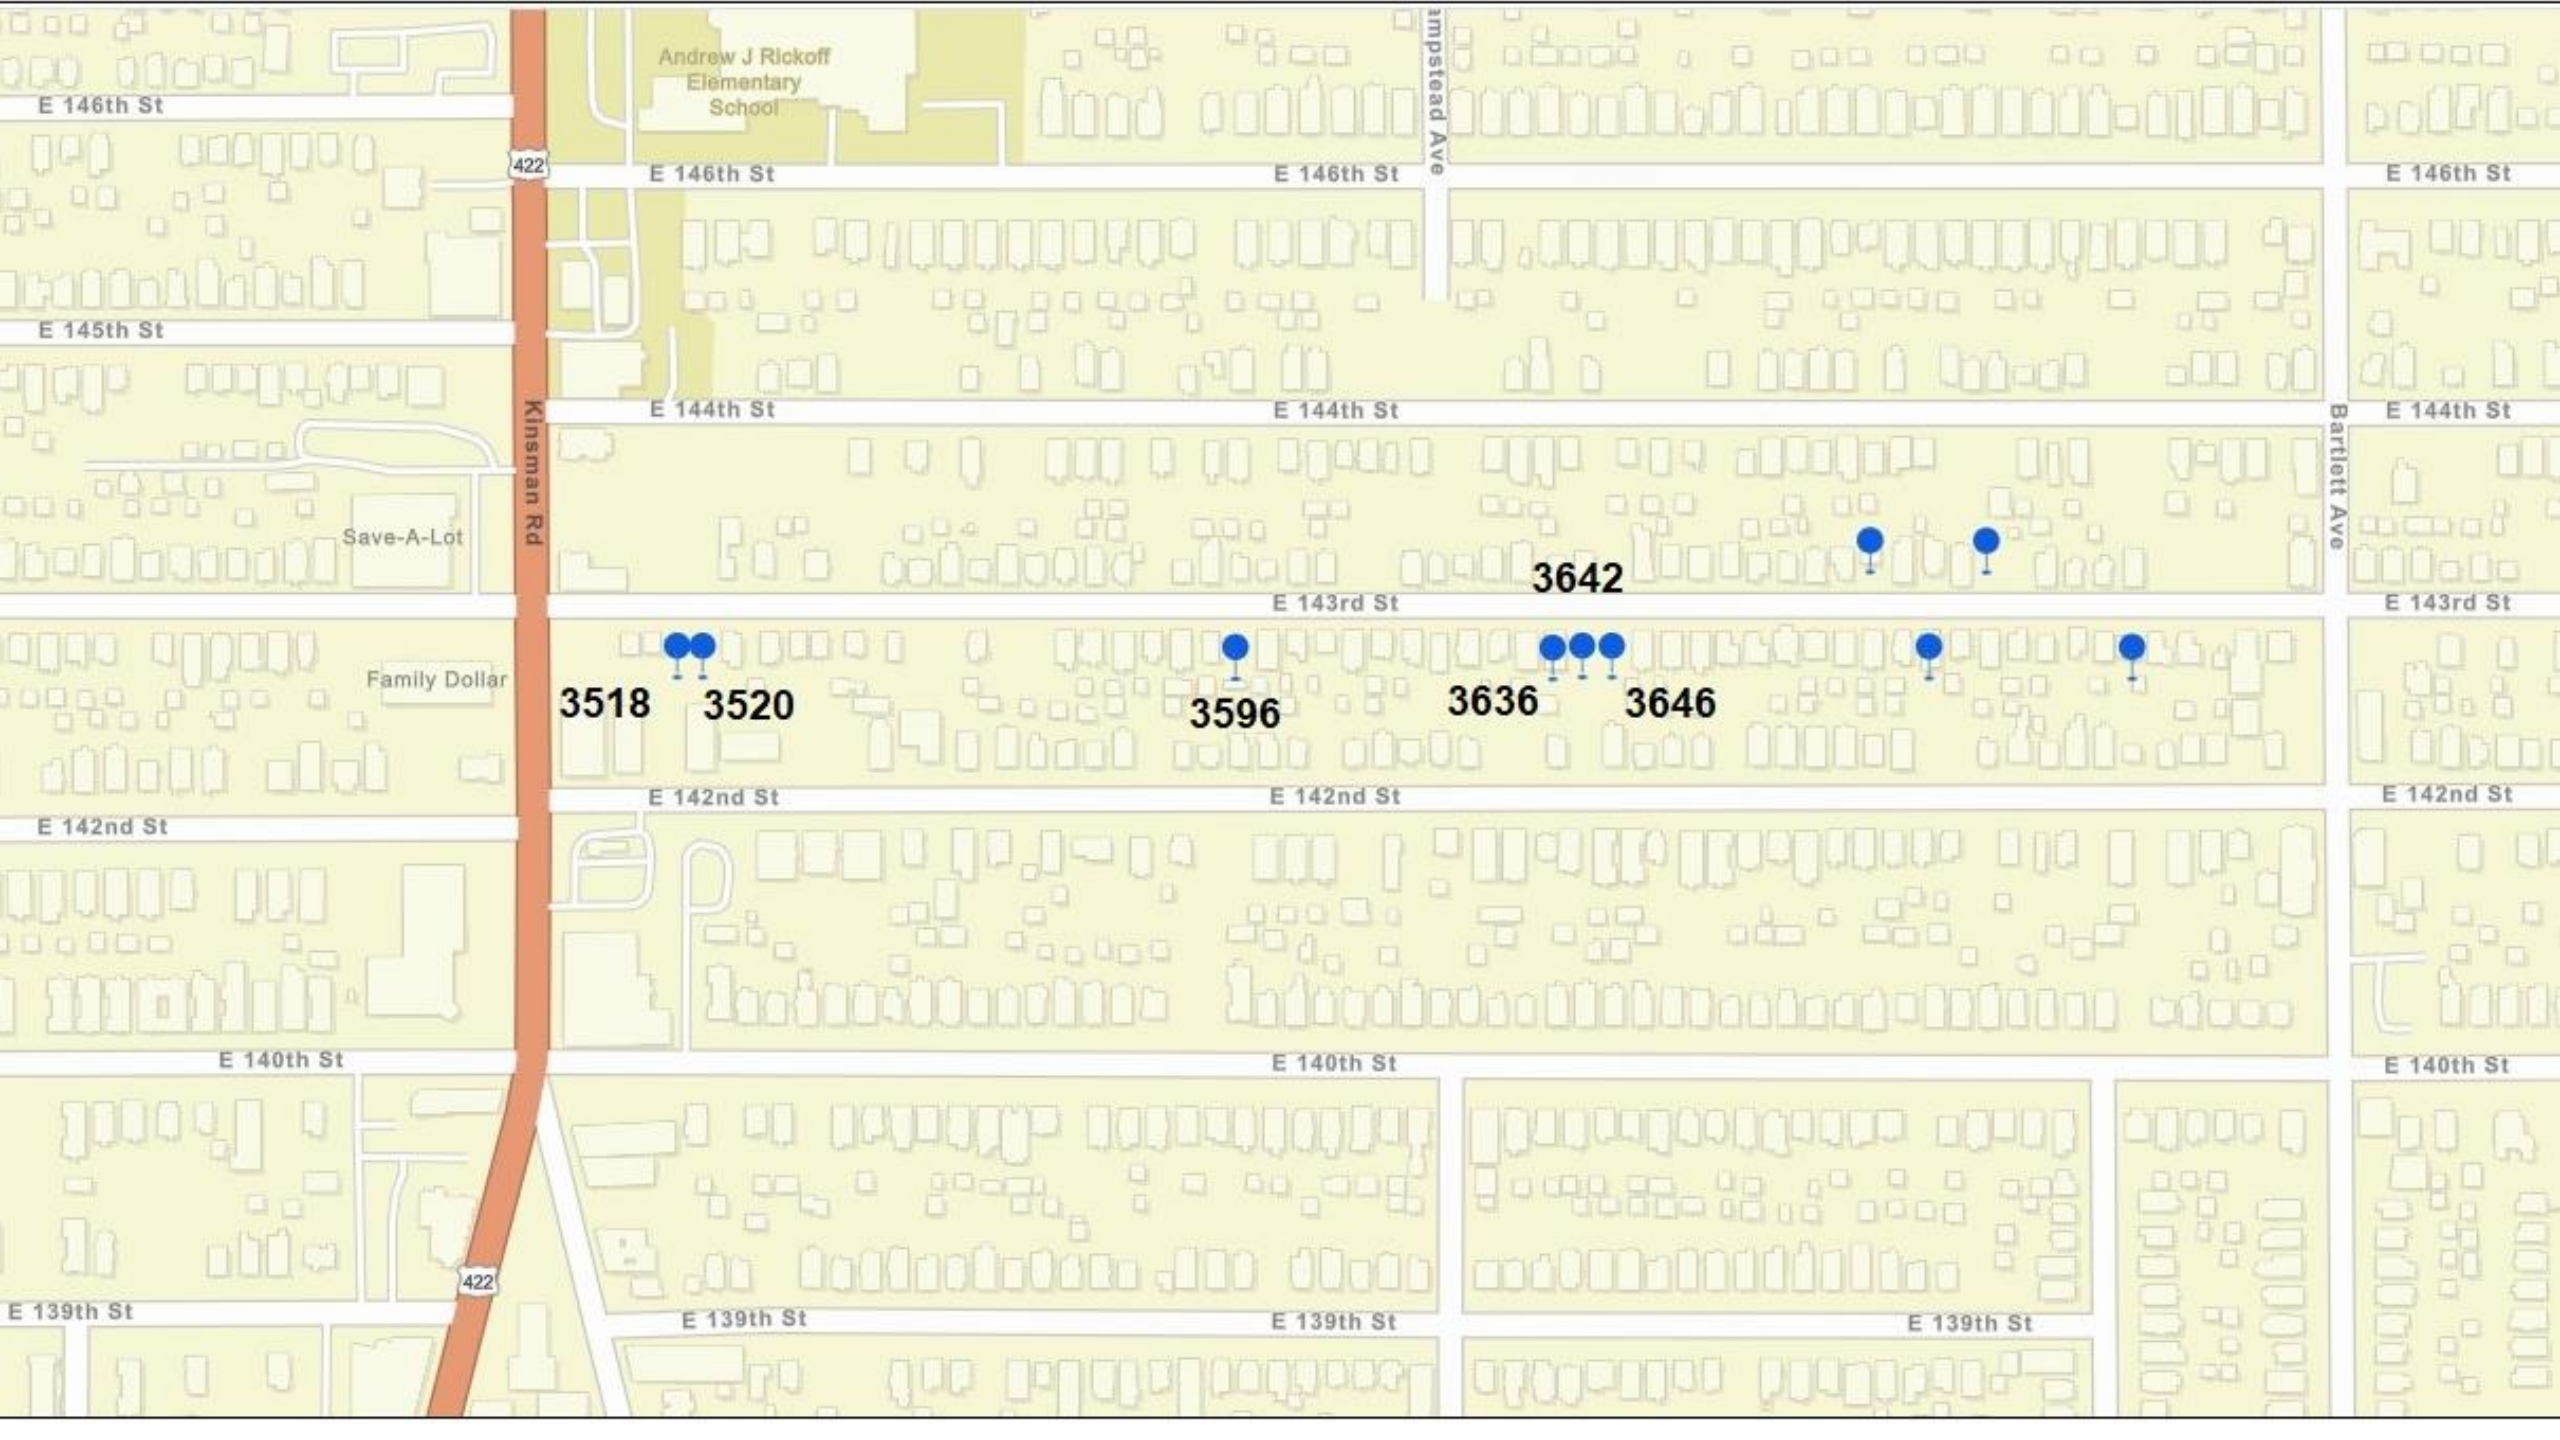 ampstead Ave
Andrew J Rickoff
Elementary
School
E 146th St
422
E 146th St
E 146th St
E 146th St
E 145th St
Kinsman Rd
E 144th St
E 144th St
E 144th St
Bartlett Ave
Save-A-Lot
3642
E 143rd St
E 143rd St
Family Dollar
3518
3520
3596
3636
3646
E 142nd St
E 142nd St
E 142nd St
E 142nd St
E 140th St
E 140th St
E 140th St
422
E 139th St
E 139th St
E 139th St
E 139th St